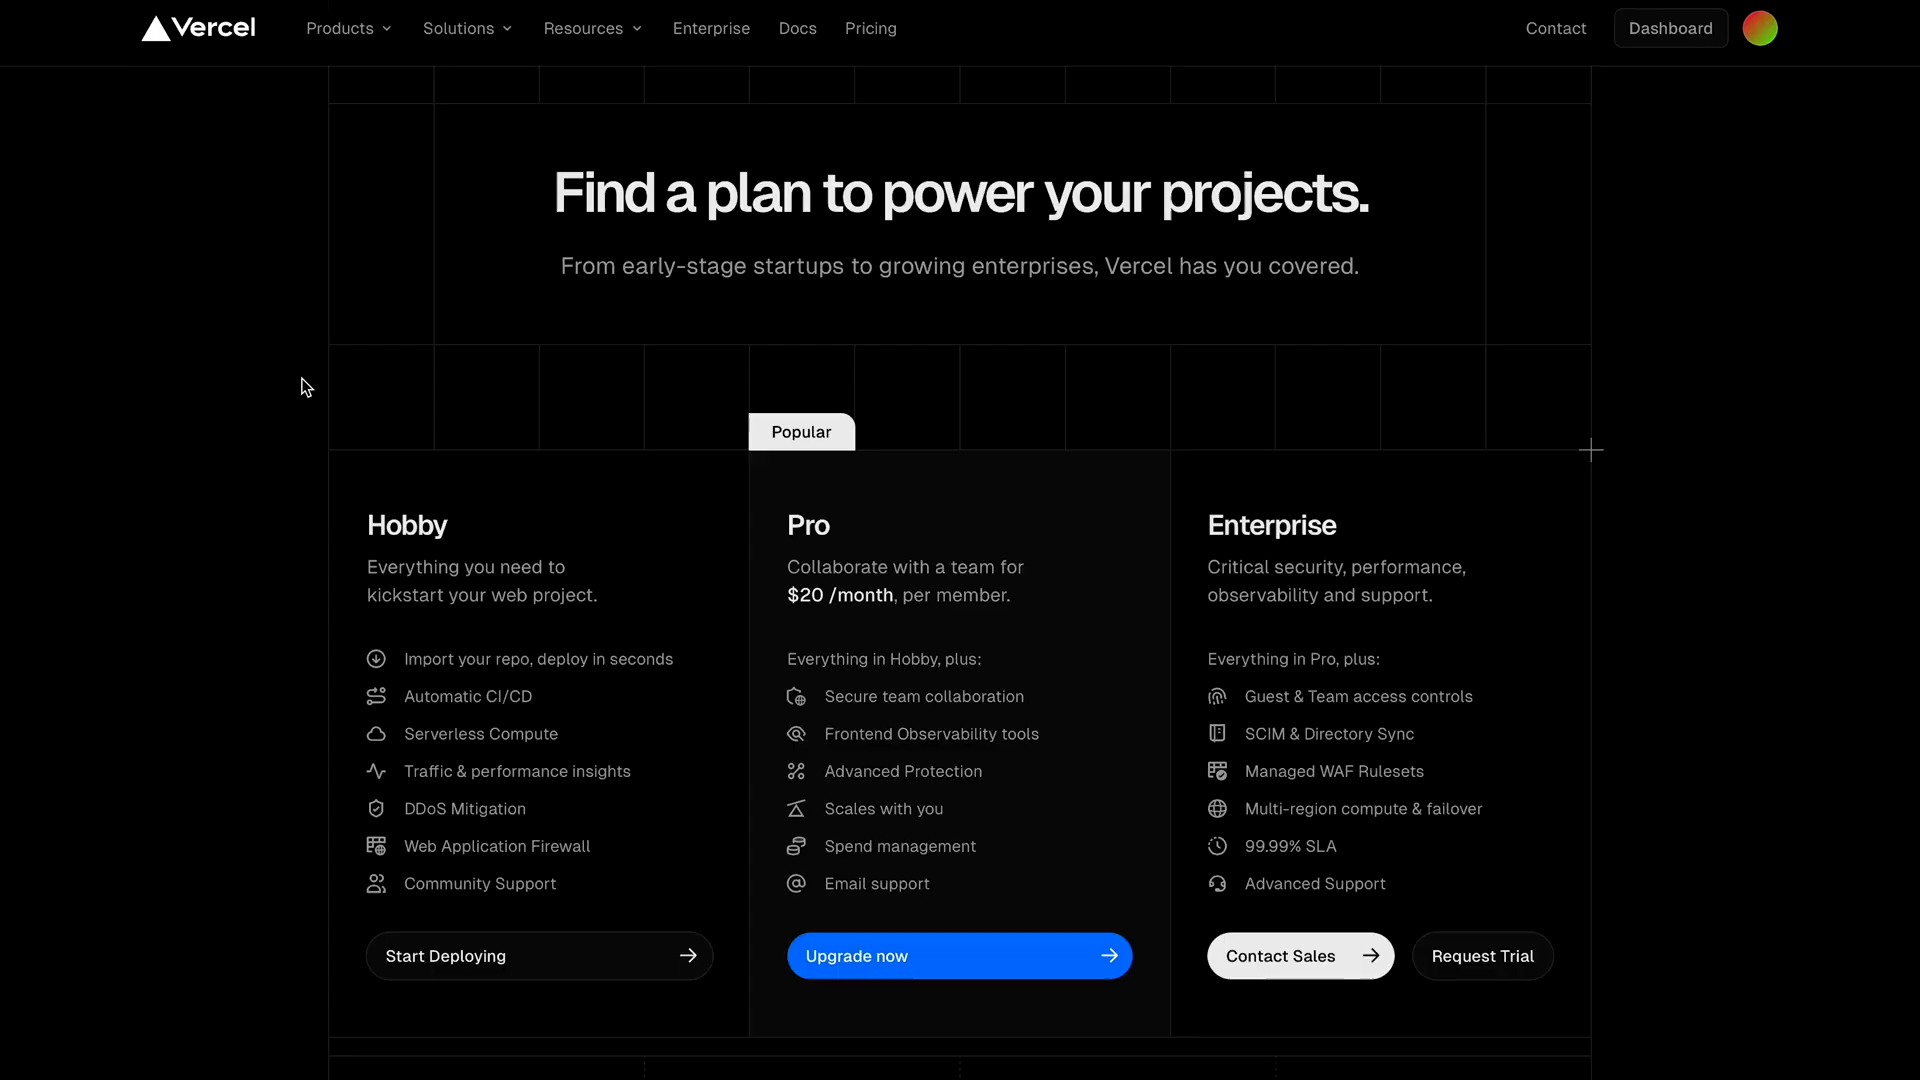 Vercel
Products
Solutions
Resources
Enterprise
Docs
Pricing
Contact
Dashboard
Find a plan to power your projects.
From early-stage startups to growing enterprises, Vercel has you covered.
Popular
Hobby
Everything you need to
kickstart your web project.
Import your repo, deploy in seconds
Automatic CI/CD
Serverless Compute
Traffic & performance insights
DDoS Mitigation
Web Application Firewall
Community Support
Start Deploying
Pro
Collaborate with a team for
$20 /month, per member.
Everything in Hobby, plus:
Secure team collaboration
Frontend Observability tools
Advanced Protection
Scales with you
Spend management
Email support
Upgrade now
Enterprise
Critical security, performance,
observability and support.
Everything in Pro, plus:
Guest & Team access controls
SCIM & Directory Sync
Managed WAF Rulesets
Multi-region compute & failover
99.99% SLA
Advanced Support
Contact Sales
Request Trial